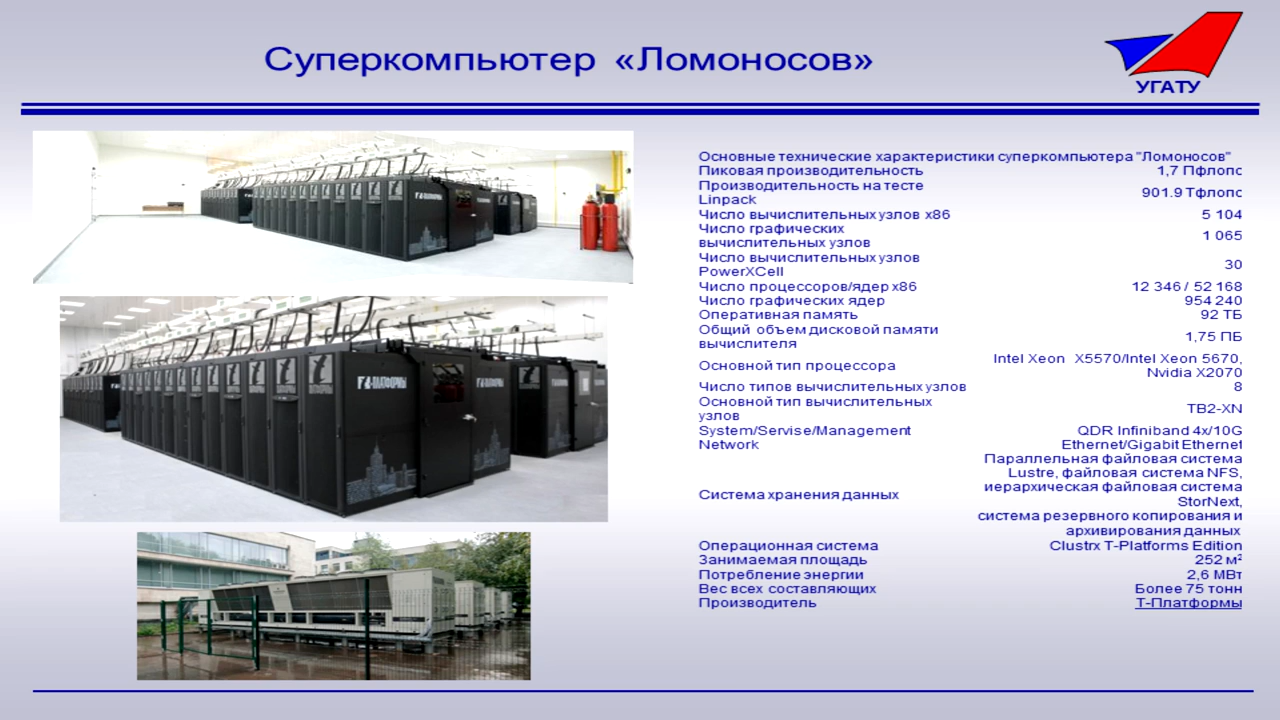 Суперкомпьютер «Ломоносов»
УГАТУ
Основные технические характеристики суперкомпьютера "Ломоносов"
Пиковая производительность 1,7 Пфлопс
Производительность на тесте
Linpack 901.9 Тфлопс
Число вычислительных узлов x86 5 104
Число графических
вычислительных узлов 1 065
Число вычислительных узлов
PowerXCell 30
Число процессоров/ядер x86 12 346 / 52 168
Число графических ядер 954 240
Оперативная память 92 ТБ
Общий объем дисковой памяти
вычислителя 1,75 ПБ
Основной тип процессора Intel Xeon X5570/Intel Xeon 5670,
Nvidia X2070
Число типов вычислительных узлов 8
Основной тип вычислительных
узлов TB2-XN
System/Servise/Management QDR Infiniband 4x/10G
Network Ethernet/Gigabit Ethernet
Система хранения данных Параллельная файловая система
Lustre, файловая система NFS,
иерархическая файловая система
StorNext,
система резервного копирования и
архивирования данных
Операционная система Clustrx T-Platforms Edition
Занимаемая площадь 252 м²
Потребление энергии 2,6 МВт
Вес всех составляющих Более 75 тонн
Производитель Т-Платформы